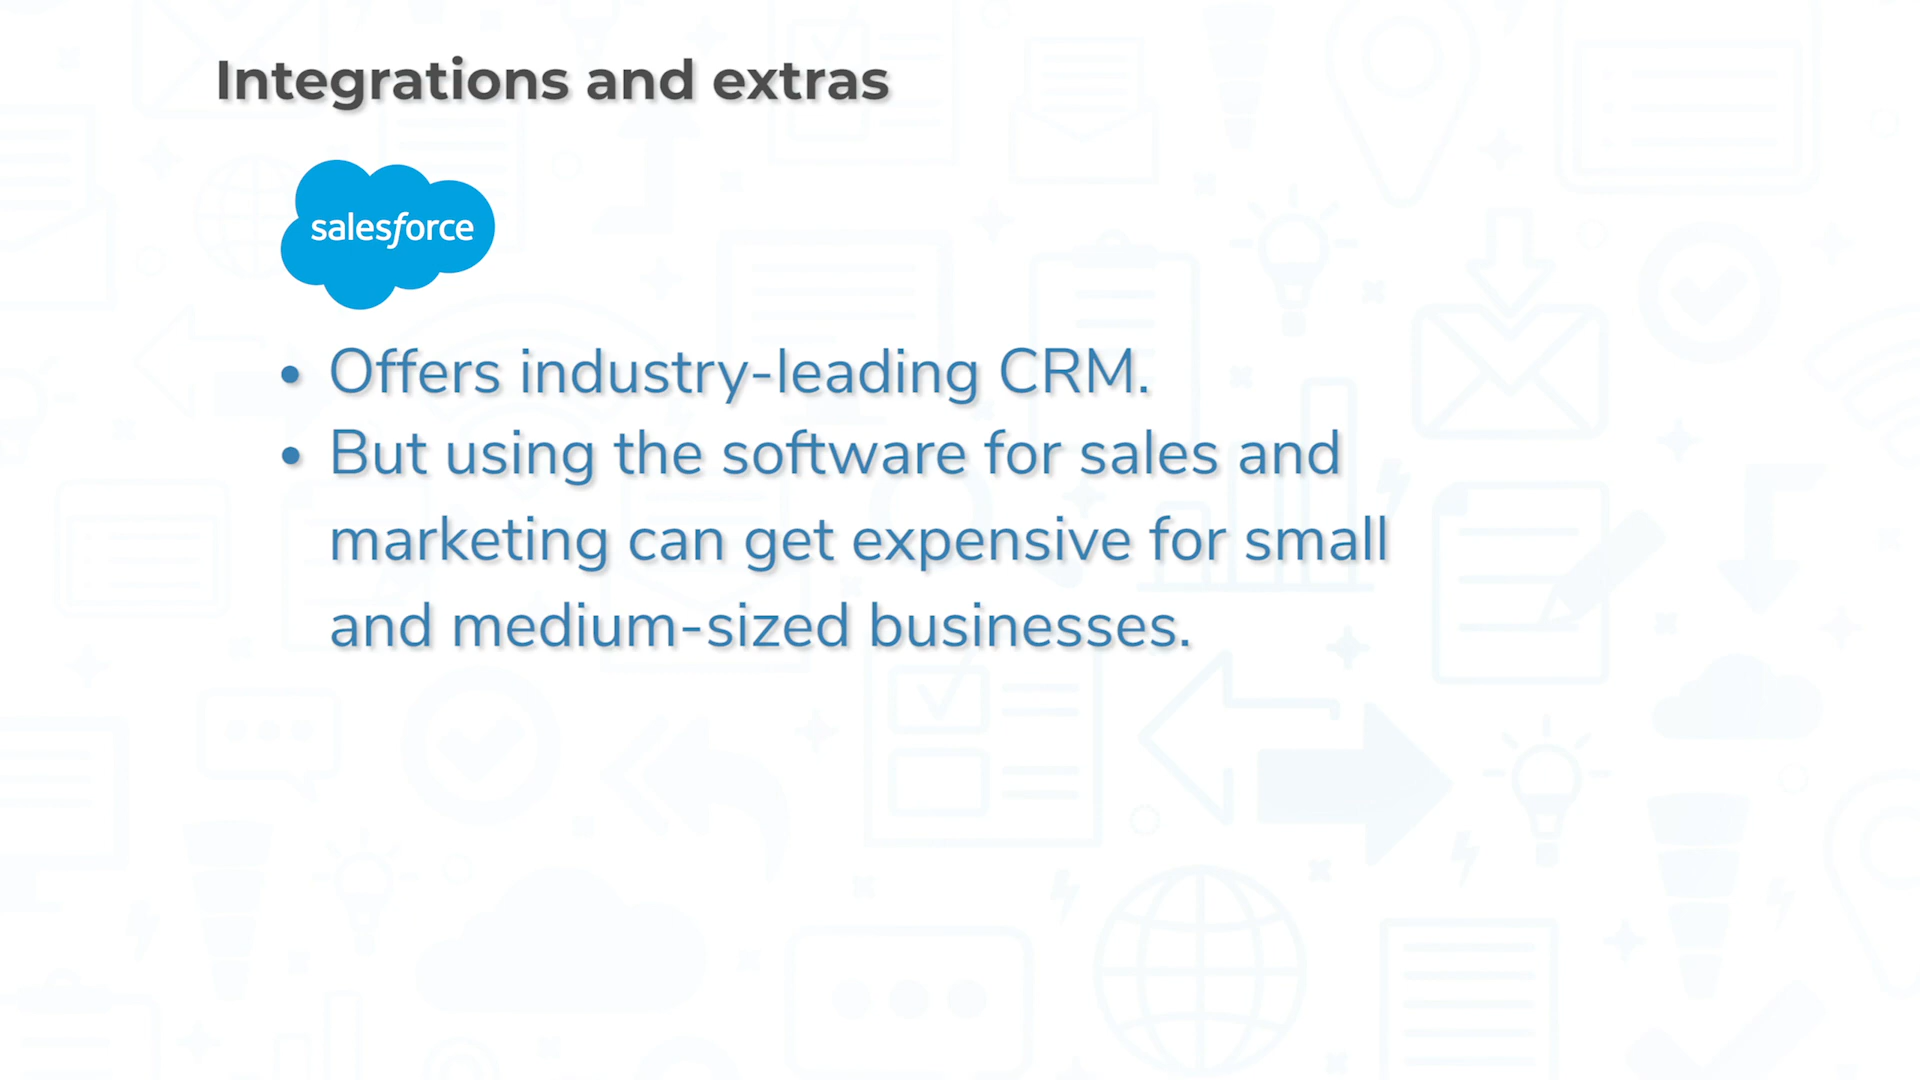 Integrations and extras
salesforce
• Offers industry-leading CRM.
• But using the software for sales and
marketing can get expensive for small
and medium-sized businesses.